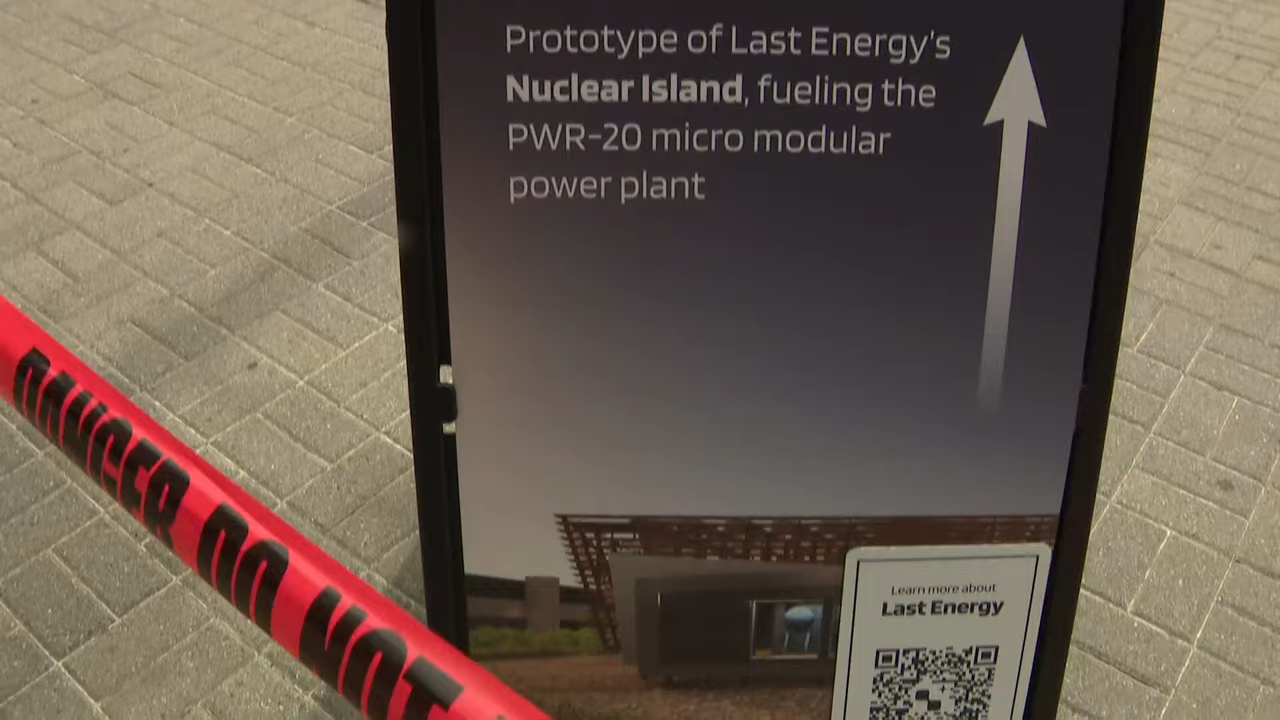 Prototype of Last Energy's
Nuclear Island, fueling the
PWR-20 micro modular
power plant
Learn more about
Last Energy
DANGER DO NOT